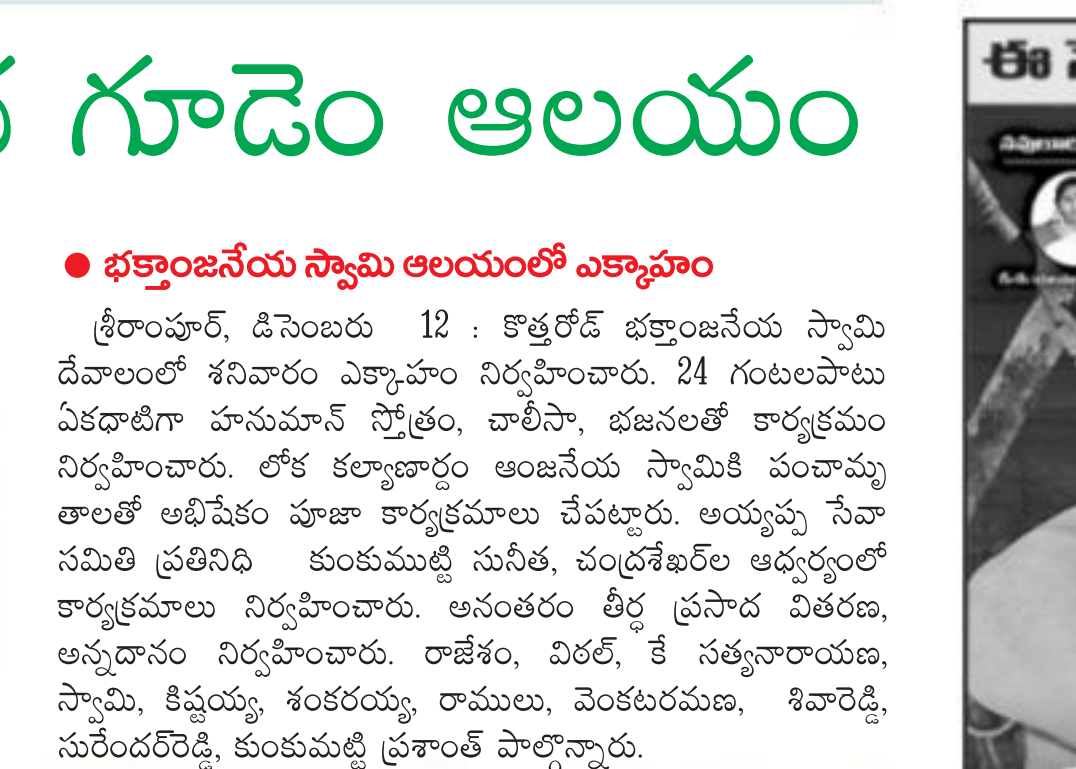 గూడెం ఆలయం
● భక్తాంజనేయ స్వామి ఆలయంలో ఎక్కాహం
శ్రీరాంపూర్, డిసెంబరు 12 : కొత్తరోడ్ భక్తాంజనేయ స్వామి
దేవాలంలో శనివారం ఎక్కాహం నిర్వహించారు. 24 గంటలపాటు
ఏకధాటిగా హనుమాన్ స్తోత్రం, చాలీసా, భజనలతో కార్యక్రమం
నిర్వహించారు. లోక కల్యాణార్దం ఆంజనేయ స్వామికి పంచామృ
తాలతో అభిషేకం పూజా కార్యక్రమాలు చేపట్టారు. అయ్యప్ప సేవా
సమితి ప్రతినిధి కుంకుముట్టి సునీత, చంద్రశేఖర్‌ల ఆధ్వర్యంలో
కార్యక్రమాలు నిర్వహించారు. అనంతరం తీర్ధ ప్రసాద వితరణ,
అన్నదానం నిర్వహించారు. రాజేశం, విఠల్, కే సత్యనారాయణ,
స్వామి, కిష్టయ్య, శంకరయ్య, రాములు, వెంకటరమణ, శివారెడ్డి,
సురేందర్‌రెడ్డి, కుంకుమట్టి ప్రశాంత్ పాల్గొన్నారు.
ఈ